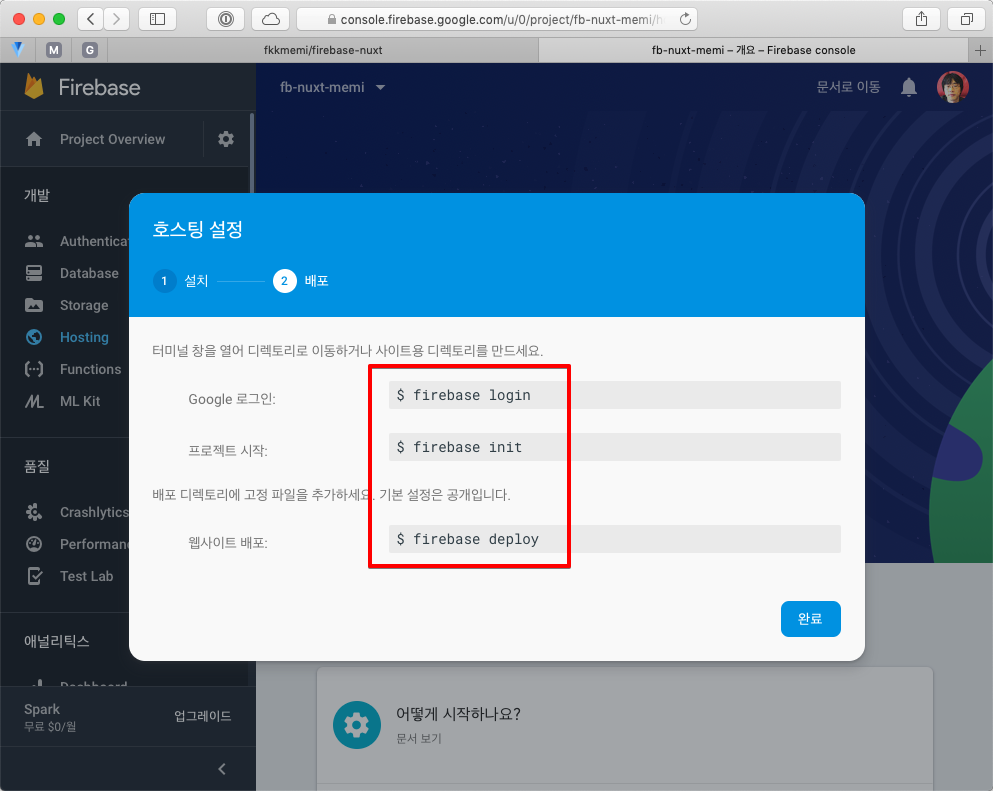 console.firebase.google.com/u/0/project/fb-nuxt-memi/h
M
G
fkkmemi/firebase-nuxt
fb-nuxt-memi – 개요 – Firebase console
Firebase
fb-nuxt-memi
문서로 이동
Project Overview
개발
Authentica
Database
Storage
Hosting
Functions
ML Kit
품질
Crashlytics
Performan
Test Lab
애널리틱스
Dashboard
Spark
무료 $0/월
업그레이드
호스팅 설정
1 설치
2 배포
터미널 창을 열어 디렉토리로 이동하거나 사이트용 디렉토리를 만드세요.
Google 로그인:
$ firebase login
프로젝트 시작:
$ firebase init
배포 디렉토리에 고정 파일을 추가하세요. 기본 설정은 공개입니다.
웹사이트 배포:
$ firebase deploy
완료
어떻게 시작하나요?
문서 보기